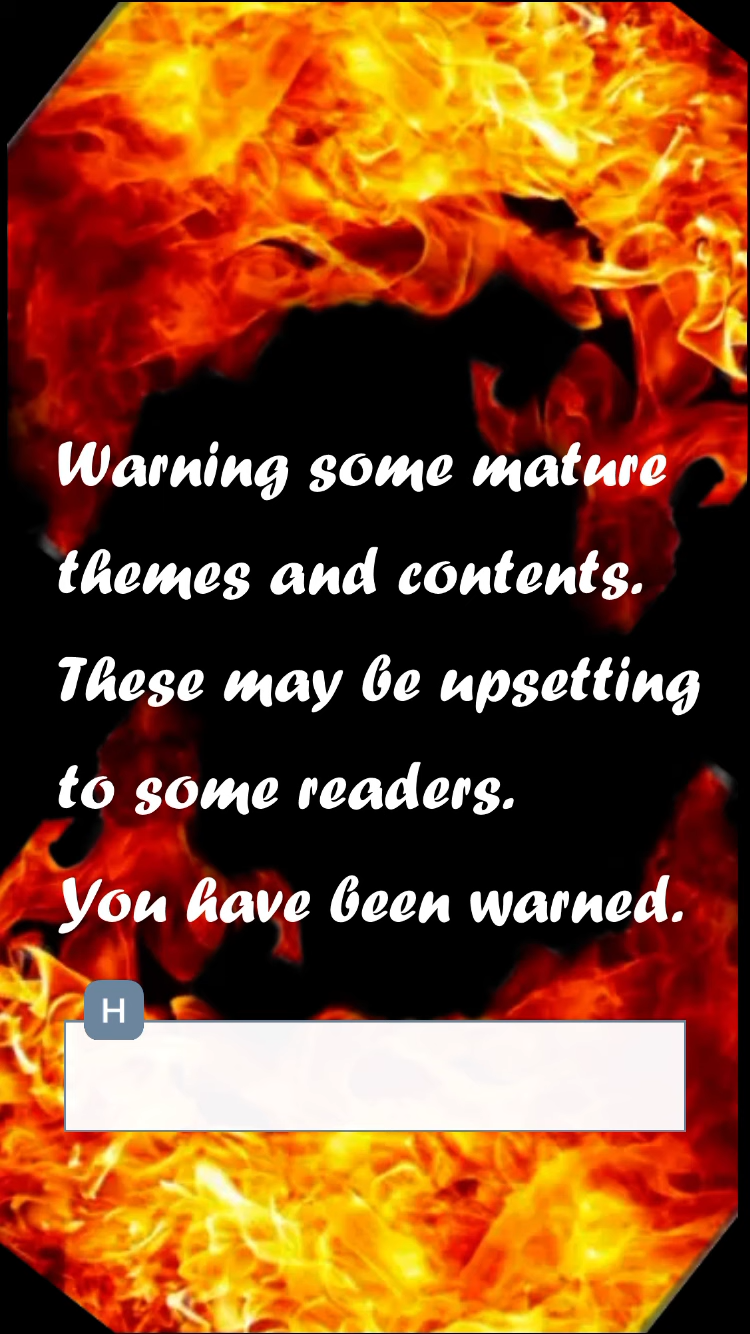 Warning some mature
themes and contents.
These may be upsetting
to some readers.
You have been warned.
H